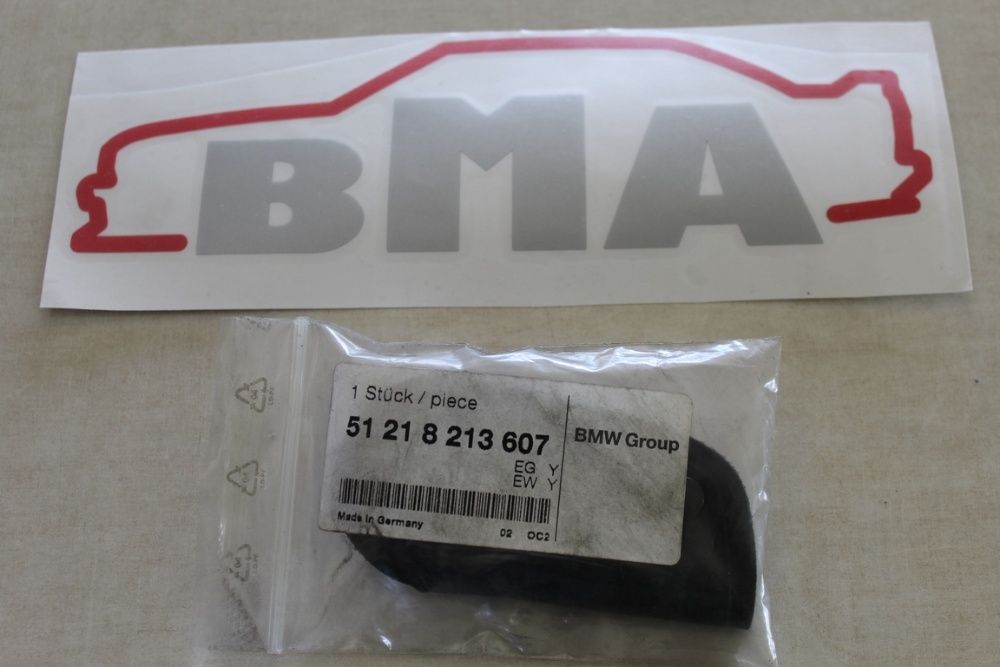 BMA
1 Stück / piece
51 21 8 213 607
BMW Group
EG Y
EW Y
Made in Germany
02 OC2